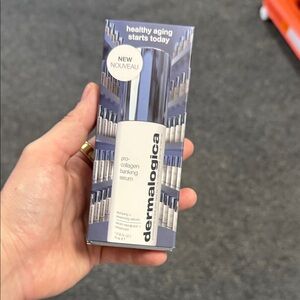 healthy aging
starts today
NEW
NOUVEAU
pro-
collagen
banking
serum
dermalogica